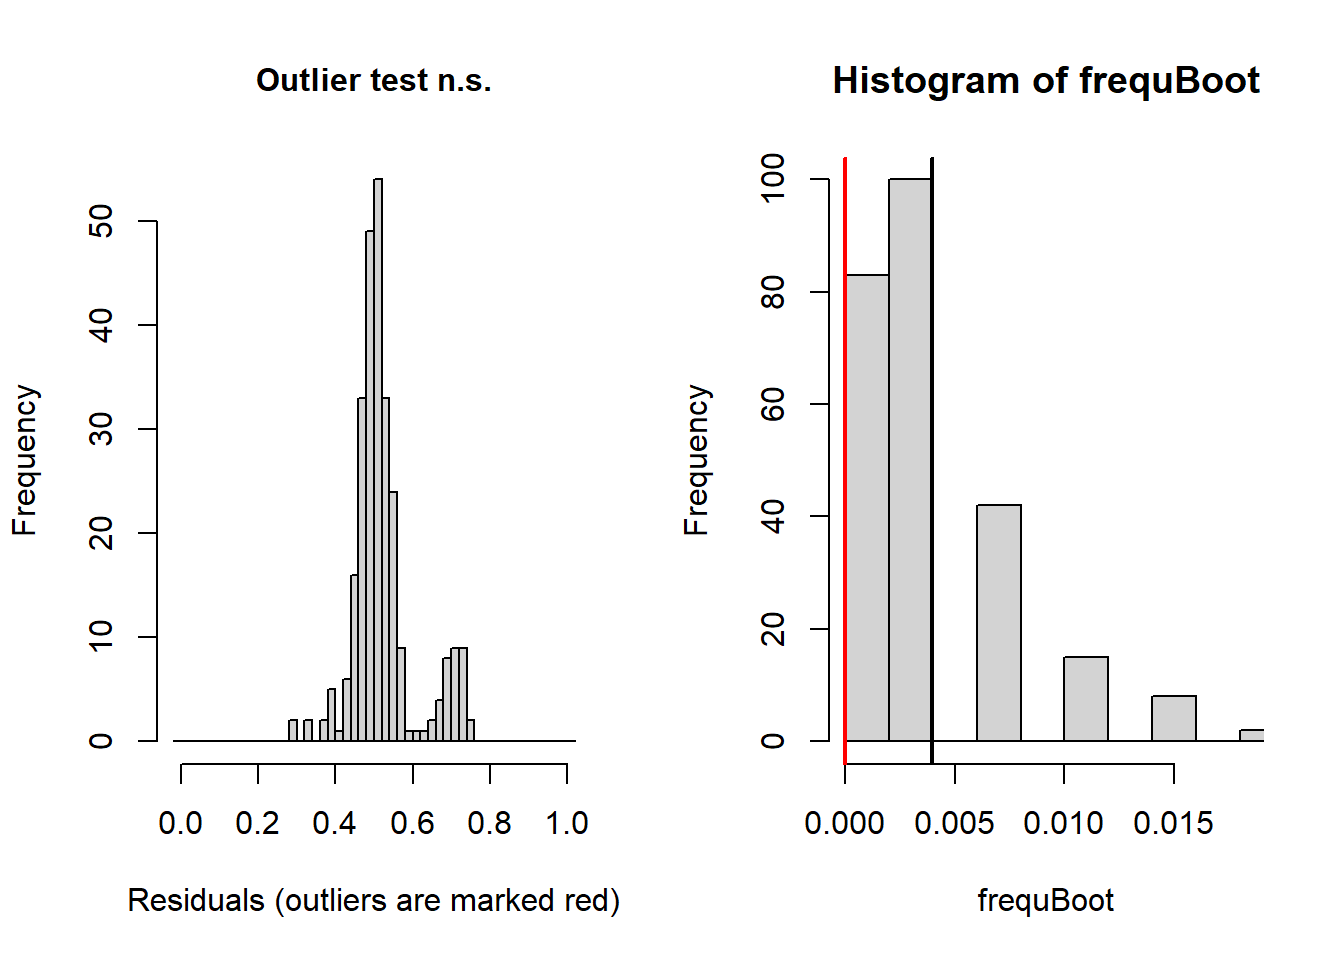 Outlier test n.s.
Frequency
50
40
30
20
10
0
0.0 0.2 0.4 0.6 0.8 1.0
Residuals (outliers are marked red)
Histogram of frequBoot
Frequency
100
80
60
40
20
0
0.000 0.005 0.010 0.015
frequBoot